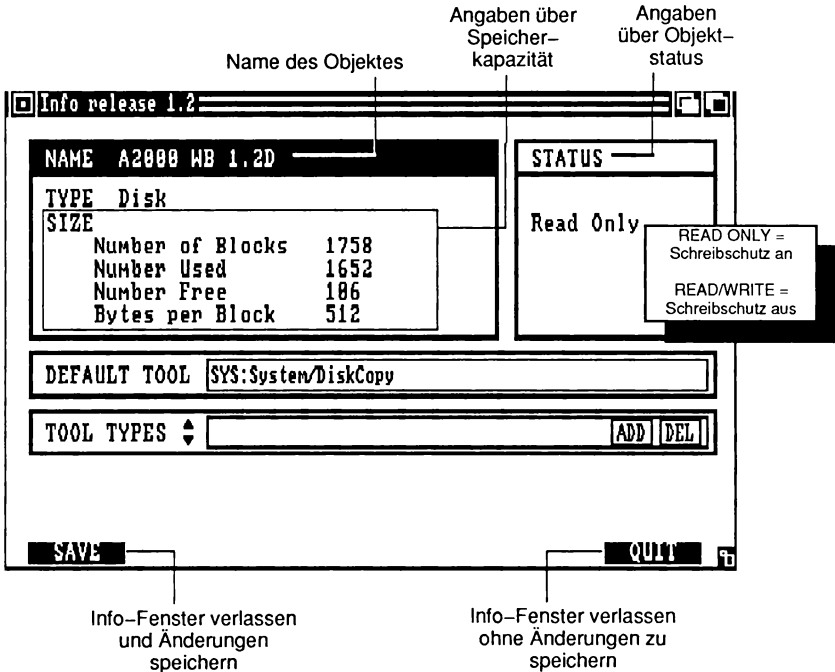 Angaben über
Speicher–
kapazität
Angaben
über Objekt–
status
Name des Objektes
Info release 1.2
NAME A2000 WB 1.2D
STATUS
TYPE Disk
SIZE
Number of Blocks 1758
Number Used 1652
Number Free 106
Bytes per Block 512
Read Only
READ ONLY =
Schreibschutz an
READ/WRITE =
Schreibschutz aus
DEFAULT TOOL SYS:System/DiskCopy
TOOL TYPES ADD DEL
SAVE
QUIT
Info–Fenster verlassen
und Änderungen
speichern
Info–Fenster verlassen
ohne Änderungen zu
speichern